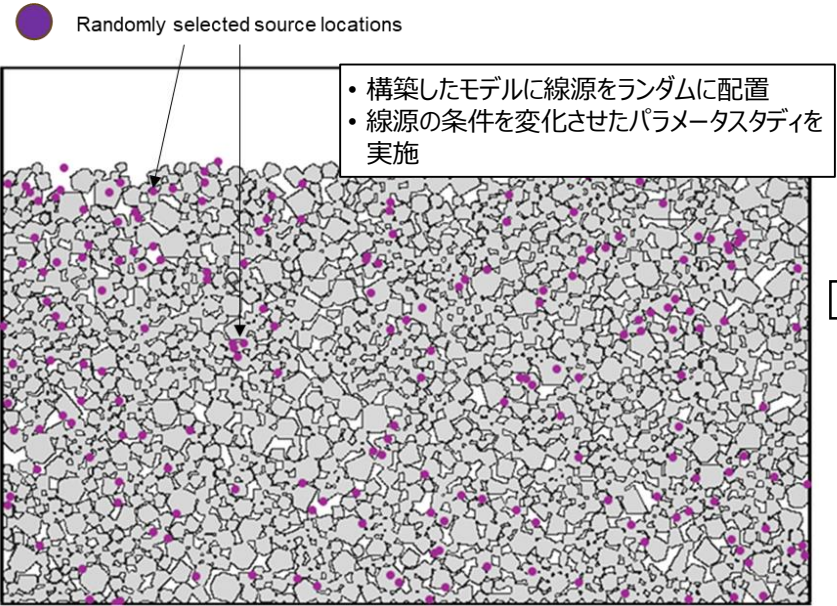 Randomly selected source locations
• 構築したモデルに線源をランダムに配置
• 線源の条件を変化させたパラメータスタディを
実施